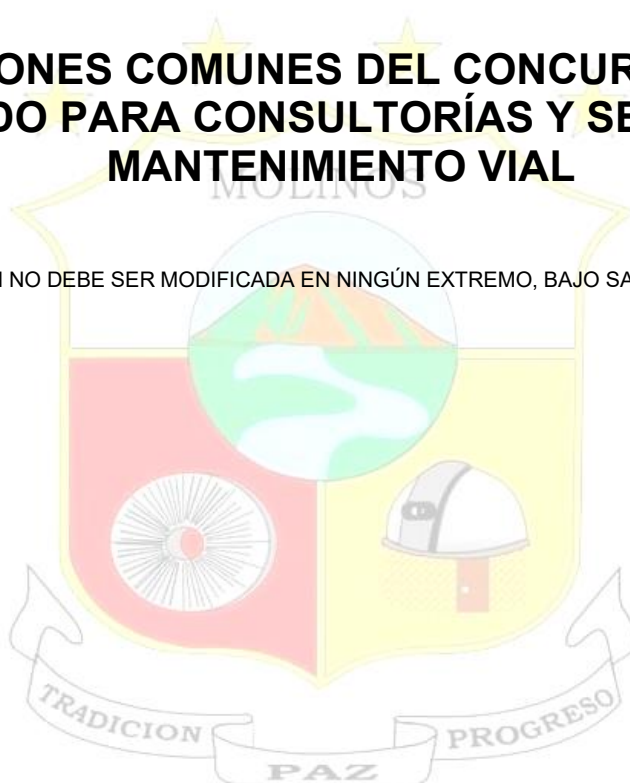 ONES COMUNES DEL CONCUR
DO PARA CONSULTORÍAS Y SE
MANTENIMIENTO VIAL
MOLINOS
NO DEBE SER MODIFICADA EN NINGÚN EXTREMO, BAJO SA
TRADICION
PAZ
PROGRESO